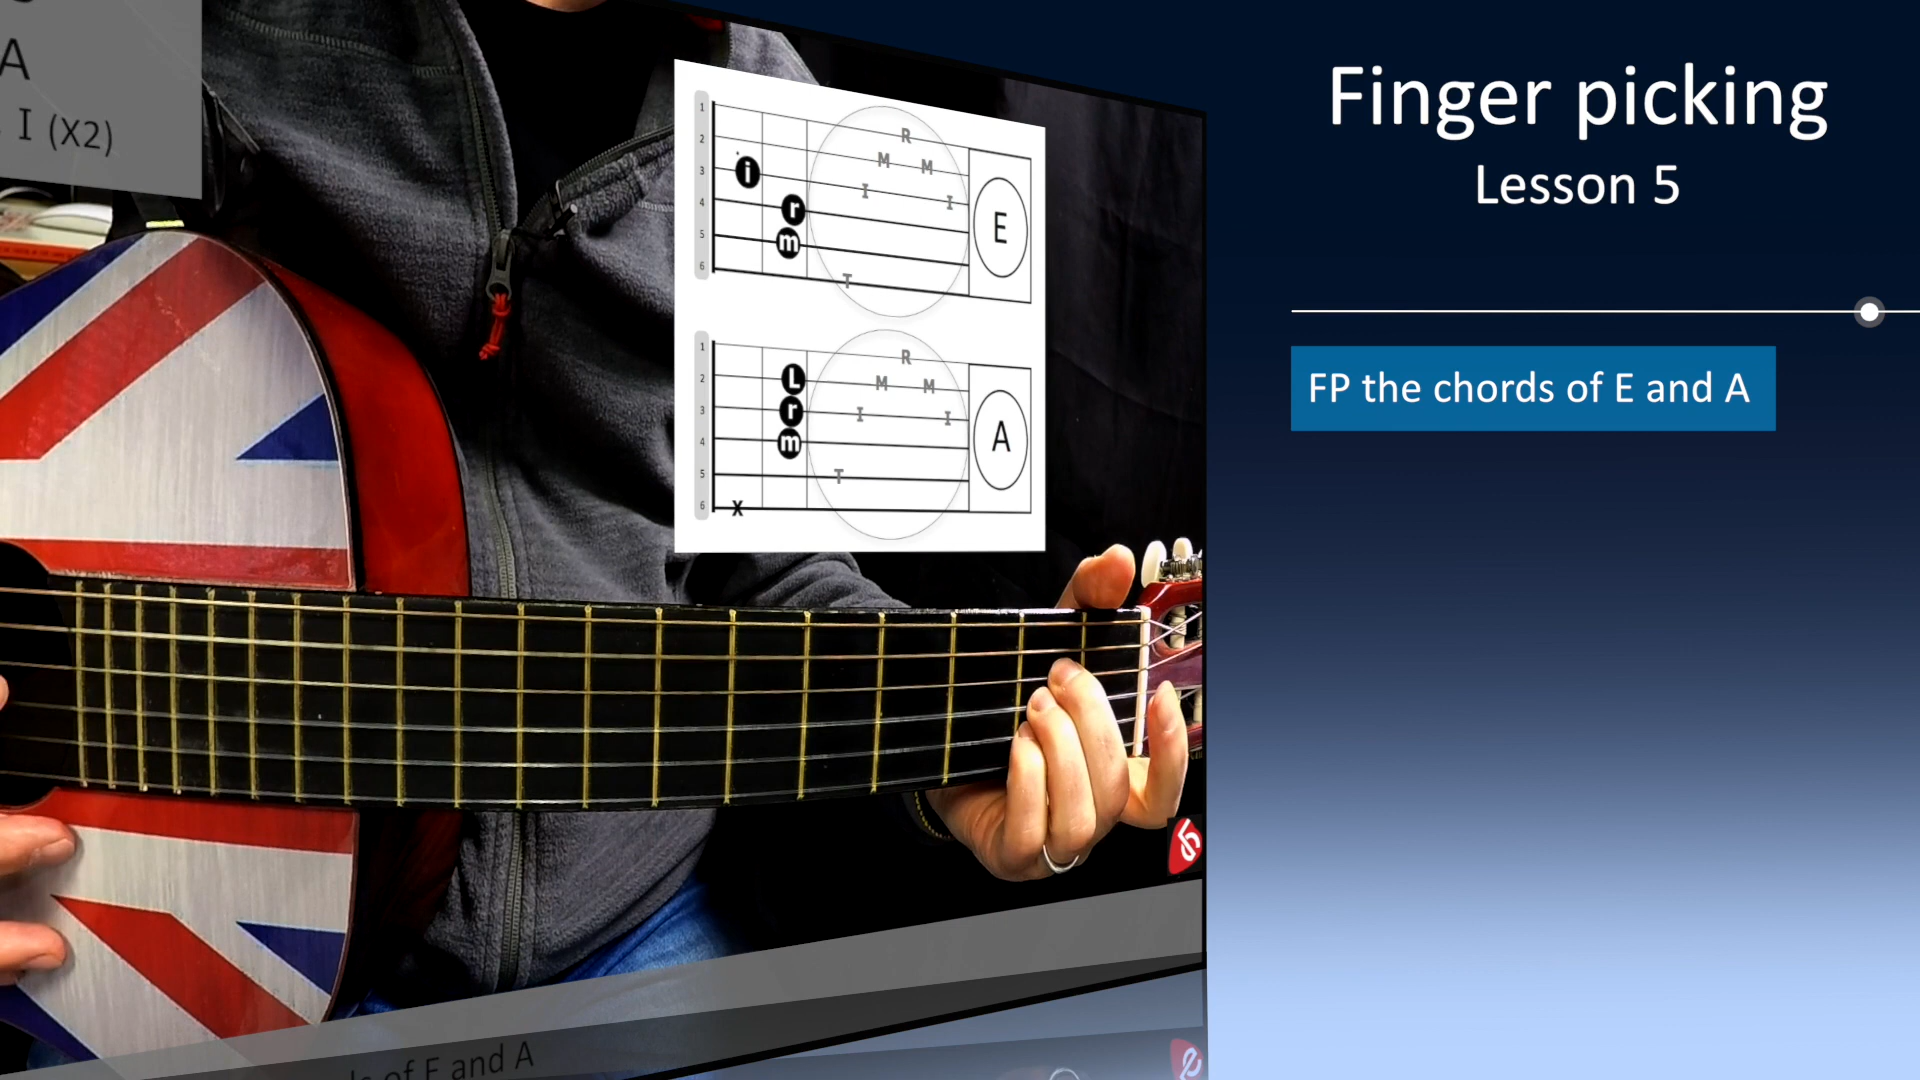 A
I (X2)
1
R
2
M M
3
i
I I
4
r
E
5
m
6
T
1
R
2
L
M M
3
r
I I
4
m
A
5
T
6
x
Finger picking
Lesson 5
FP the chords of E and A
of E and A